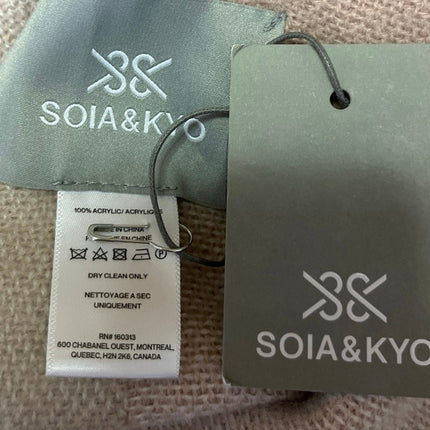 SOIA&KYO
100% ACRYLIC/ ACRYLIQUE
IN CHINA
EN CHINE
DRY CLEAN ONLY
NETTOYAGE A SEC
UNIQUEMENT
RN# 160313
600 CHABANEL OUEST, MONTREAL,
QUEBEC, H2N 2K6, CANADA
SOIA&KYO